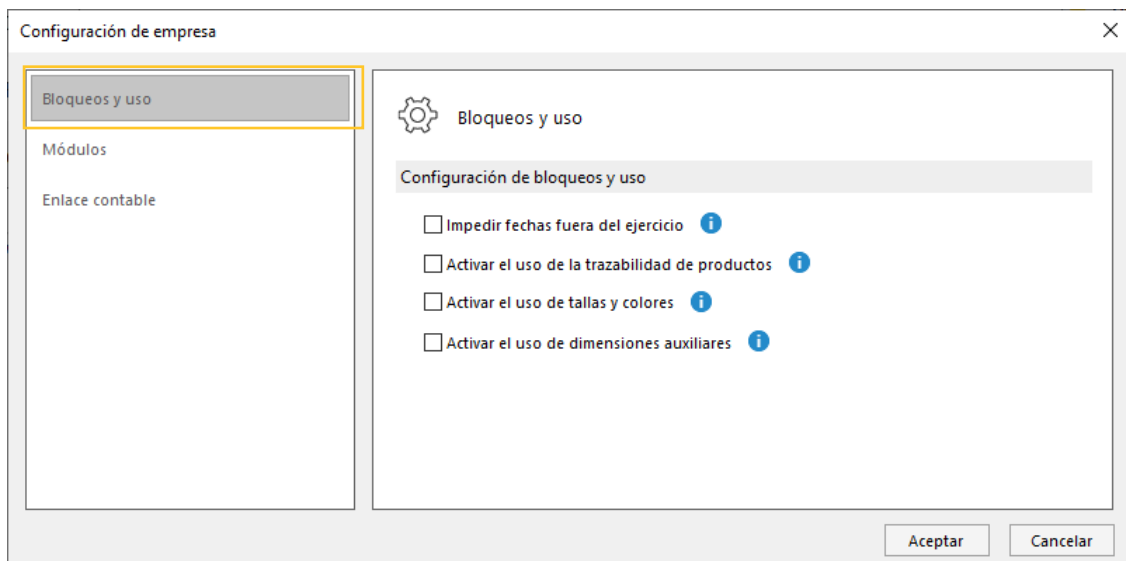 Configuración de empresa
Bloqueos y uso
Módulos
Enlace contable
Bloqueos y uso
Configuración de bloqueos y uso
Impedir fechas fuera del ejercicio
Activar el uso de la trazabilidad de productos
Activar el uso de tallas y colores
Activar el uso de dimensiones auxiliares
Aceptar
Cancelar